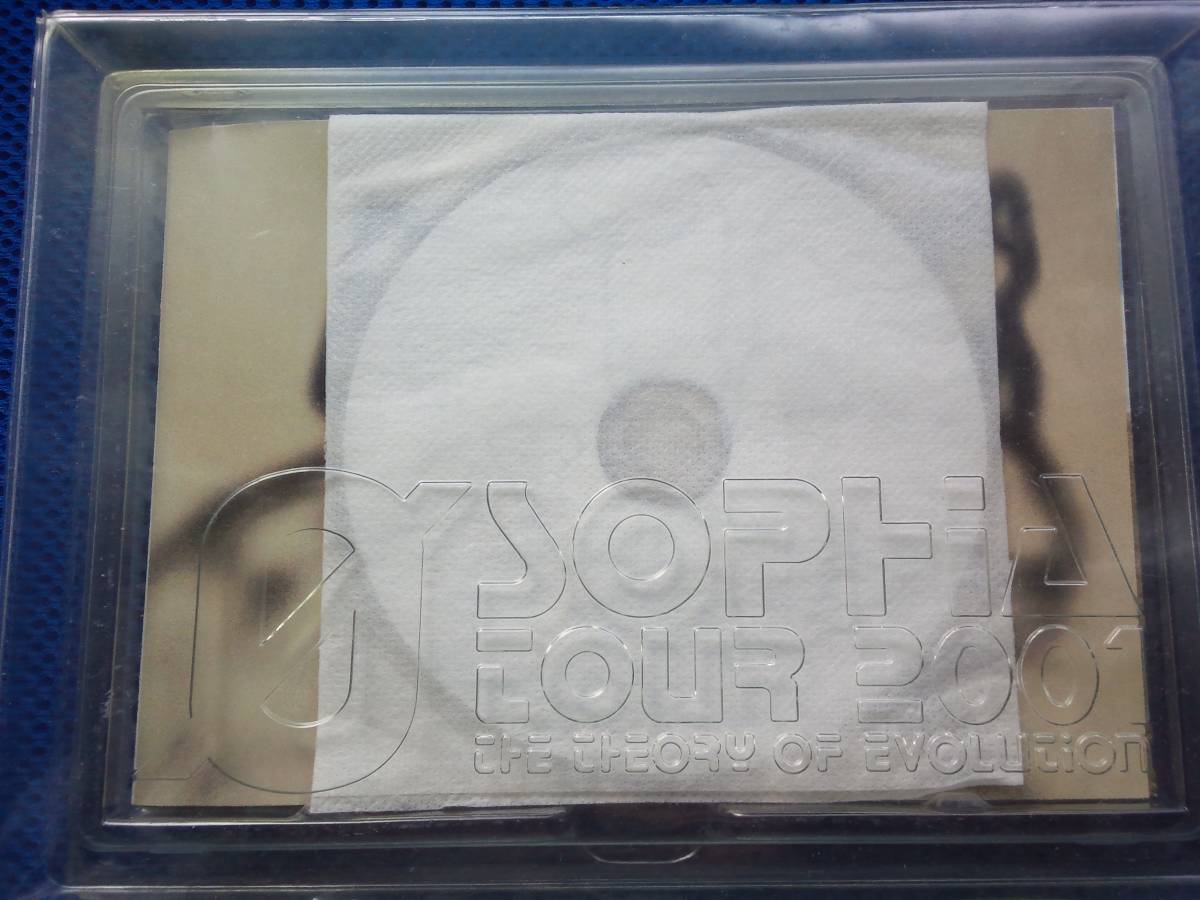 SOPHiA
TOUR 2001
THE THEORY OF EVOLUTiON